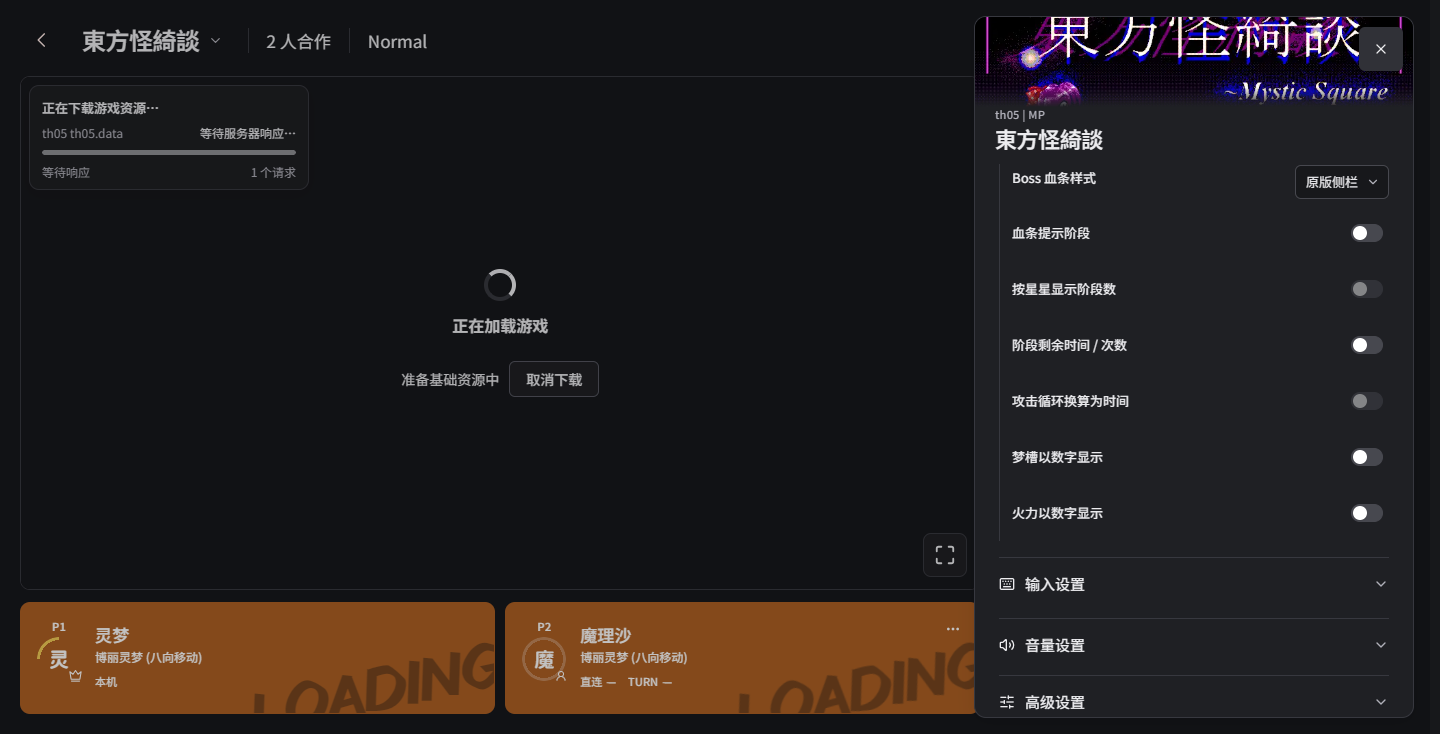 東方怪綺談
2 人合作
Normal
正在下载游戏资源…
th05 th05.data
等待服务器响应…
等待响应
1 个请求
正在加载游戏
准备基础资源中
取消下载
P1
灵
灵梦
博丽灵梦 (八向移动)
本机
LOADING
P2
魔
魔理沙
博丽灵梦 (八向移动)
直连 — TURN —
LOADING
東方怪綺談
~Mystic Square
th05 | MP
東方怪綺談
Boss 血条样式
原版侧栏
血条提示阶段
按星星显示阶段数
阶段剩余时间 / 次数
攻击循环换算为时间
梦槽以数字显示
火力以数字显示
输入设置
音量设置
高级设置